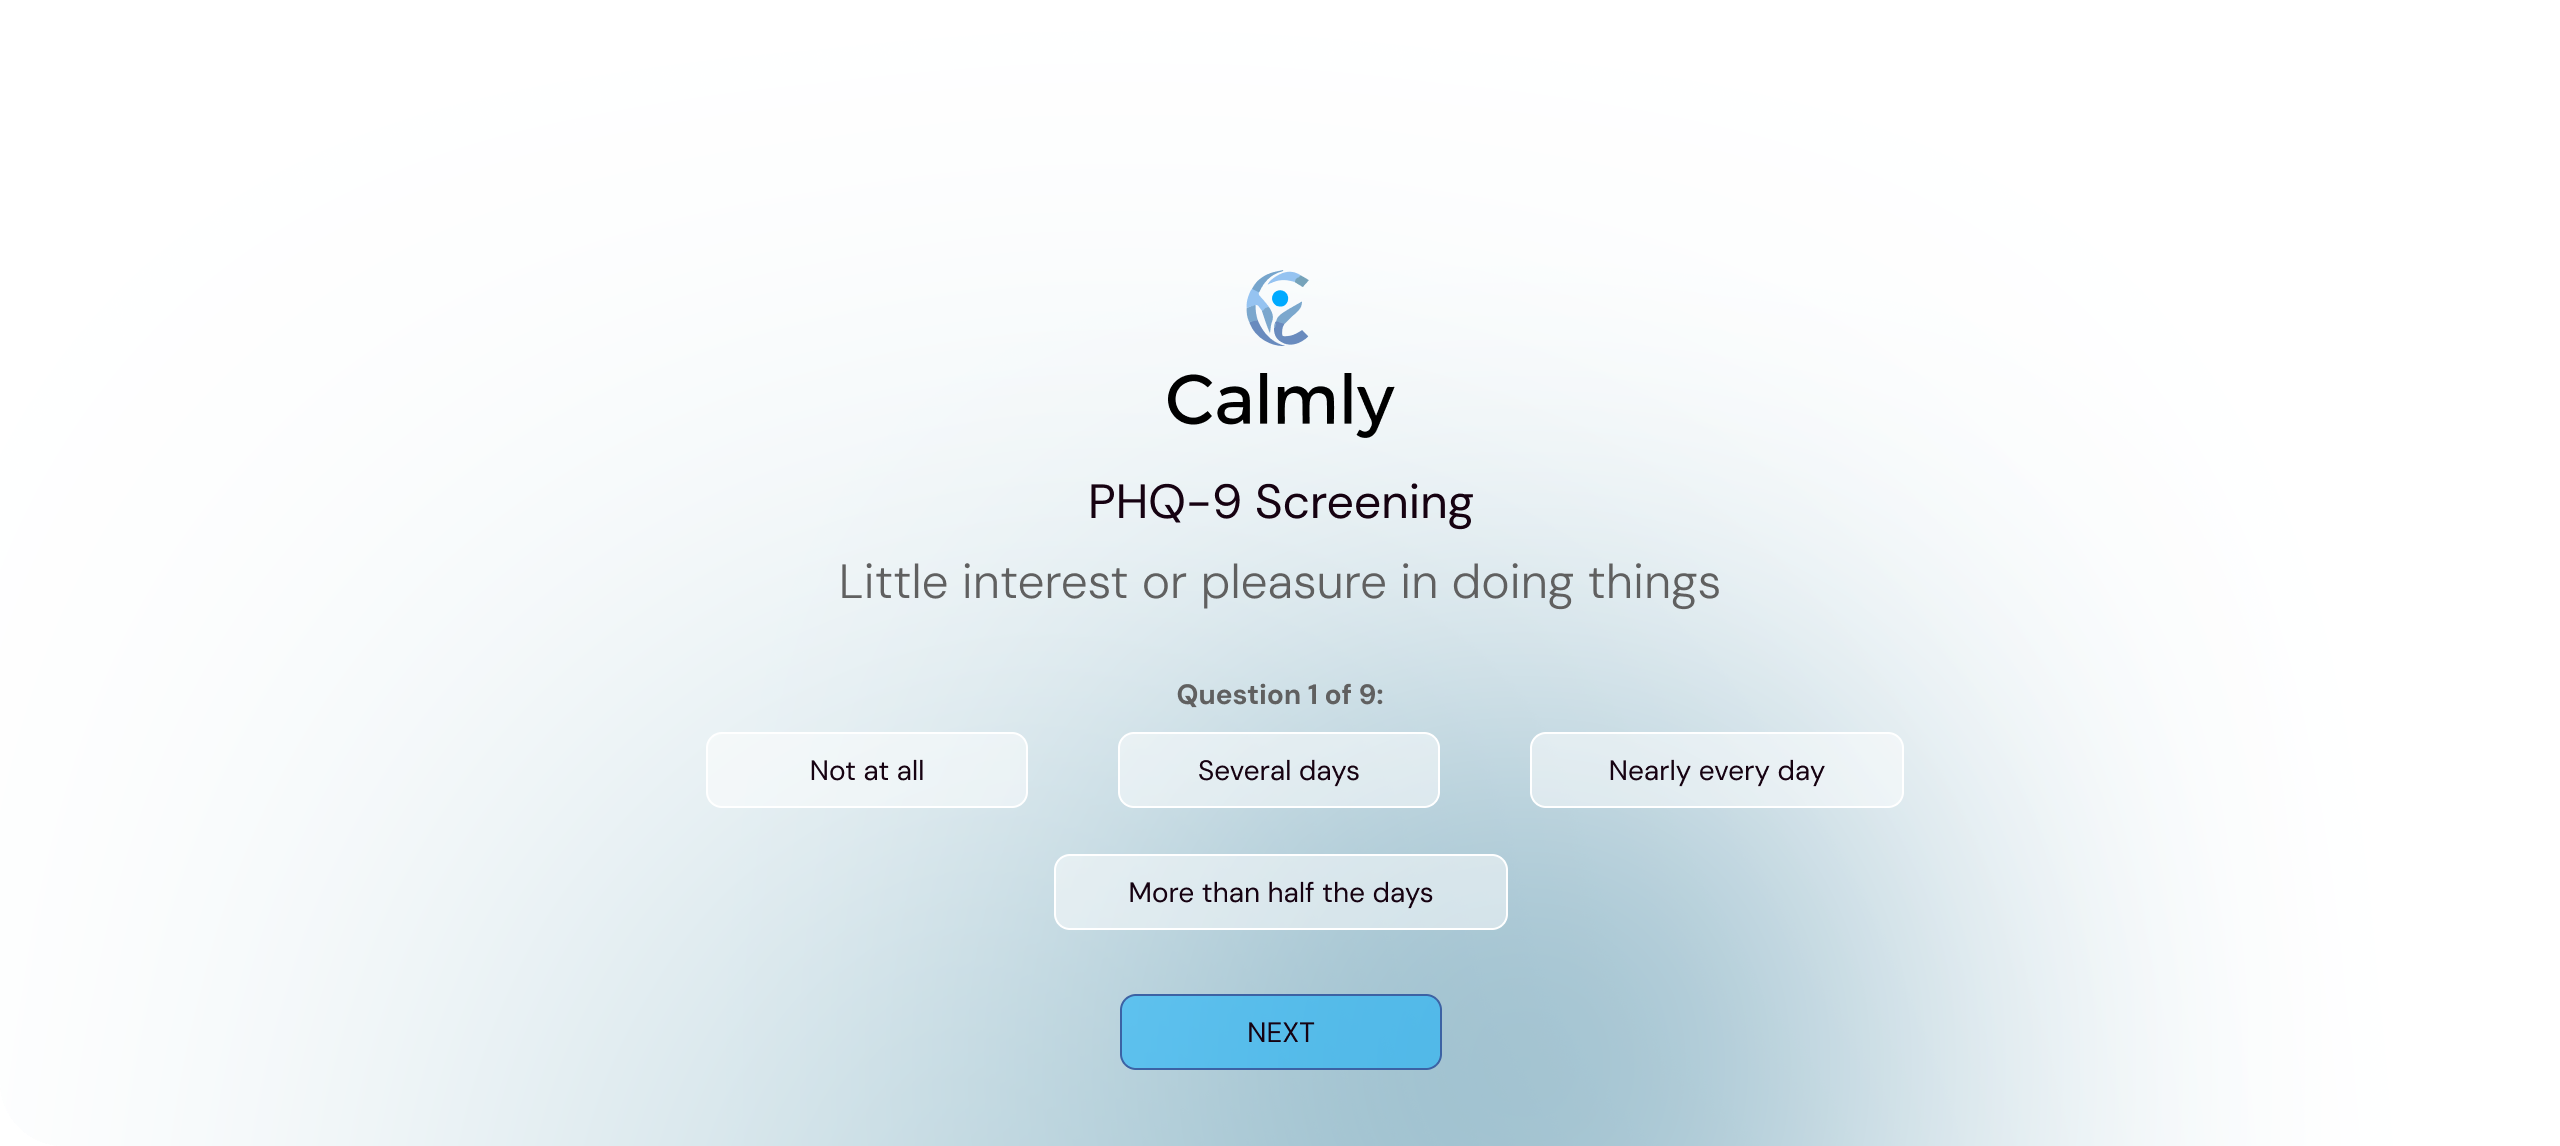 Calmly
PHQ-9 Screening
Little interest or pleasure in doing things
Question 1 of 9:
Not at all
Several days
Nearly every day
More than half the days
NEXT